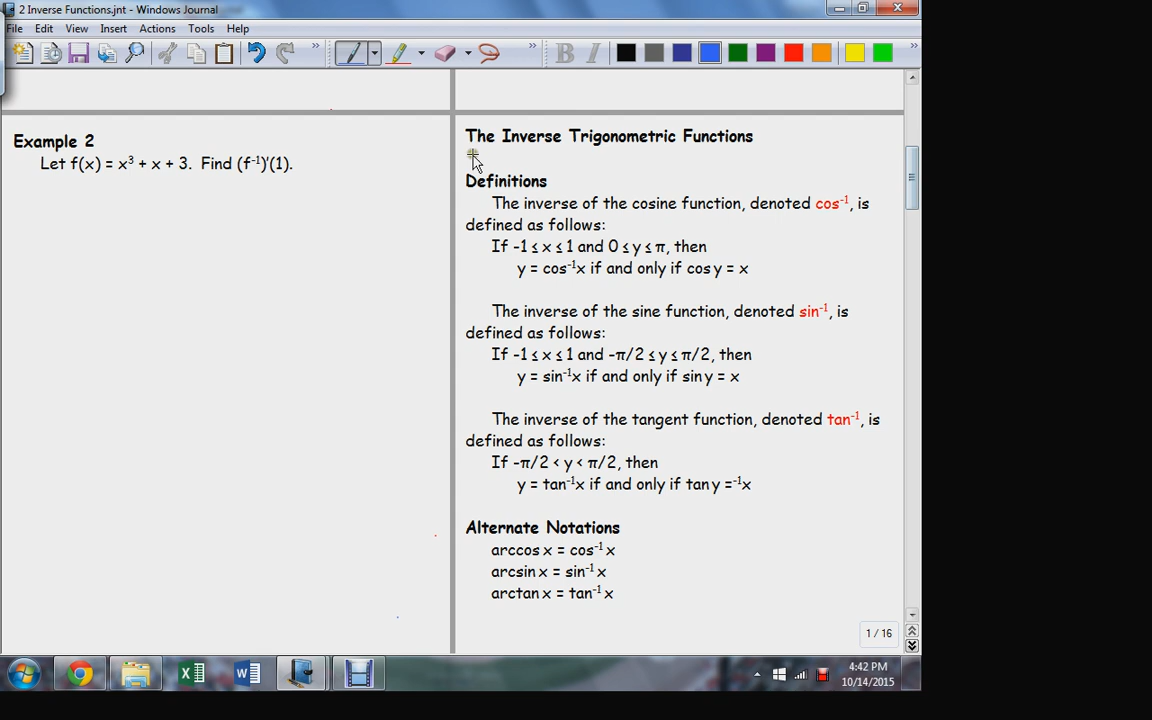 2 Inverse Functions.jnt - Windows Journal
File Edit View Insert Actions Tools Help
» » B I »
Example 2
Let f(x) = x³ + x + 3. Find (f⁻¹)'(1).
The Inverse Trigonometric Functions
Definitions
The inverse of the cosine function, denoted cos⁻¹, is
defined as follows:
If -1 ≤ x ≤ 1 and 0 ≤ y ≤ π, then
y = cos⁻¹x if and only if cos y = x
The inverse of the sine function, denoted sin⁻¹, is
defined as follows:
If -1 ≤ x ≤ 1 and -π/2 ≤ y ≤ π/2, then
y = sin⁻¹x if and only if sin y = x
The inverse of the tangent function, denoted tan⁻¹, is
defined as follows:
If -π/2 < y < π/2, then
y = tan⁻¹x if and only if tan y =⁻¹x
Alternate Notations
arccos x = cos⁻¹ x
arcsin x = sin⁻¹ x
arctan x = tan⁻¹ x
1 / 16
4:42 PM
10/14/2015